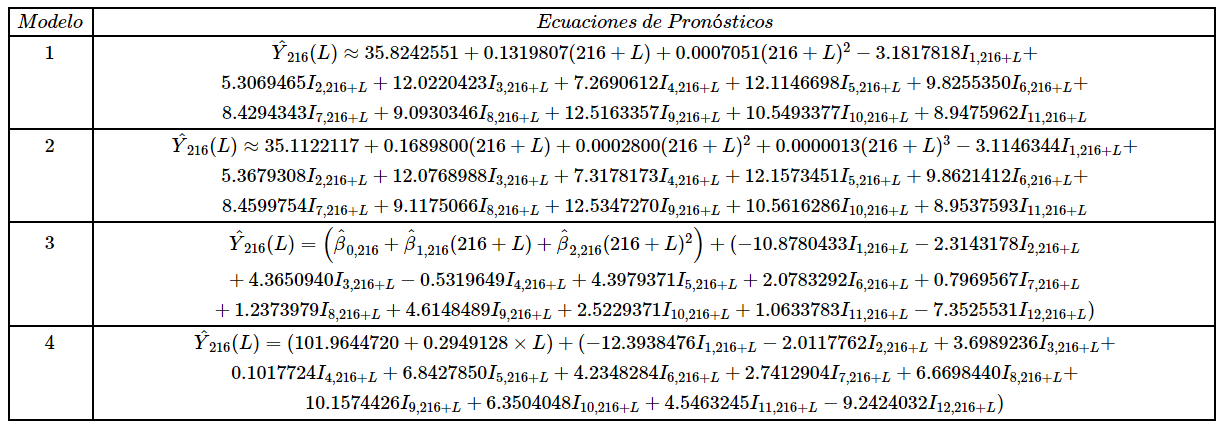 Modelo Ecuaciones de Pronósticos
1 Ŷ₂₁₆(L) ≈ 35.8242551 + 0.1319807(216 + L) + 0.0007051(216 + L)² − 3.1817818I₁,₂₁₆₊L+
5.3069465I₂,₂₁₆₊L + 12.0220423I₃,₂₁₆₊L + 7.2690612I₄,₂₁₆₊L + 12.1146698I₅,₂₁₆₊L + 9.8255350I₆,₂₁₆₊L+
8.4294343I₇,₂₁₆₊L + 9.0930346I₈,₂₁₆₊L + 12.5163357I₉,₂₁₆₊L + 10.5493377I₁₀,₂₁₆₊L + 8.9475962I₁₁,₂₁₆₊L
2 Ŷ₂₁₆(L) ≈ 35.1122117 + 0.1689800(216 + L) + 0.0002800(216 + L)² + 0.0000013(216 + L)³ − 3.1146344I₁,₂₁₆₊L+
5.3679308I₂,₂₁₆₊L + 12.0768988I₃,₂₁₆₊L + 7.3178173I₄,₂₁₆₊L + 12.1573451I₅,₂₁₆₊L + 9.8621412I₆,₂₁₆₊L+
8.4599754I₇,₂₁₆₊L + 9.1175066I₈,₂₁₆₊L + 12.5347270I₉,₂₁₆₊L + 10.5616286I₁₀,₂₁₆₊L + 8.9537593I₁₁,₂₁₆₊L
3 Ŷ₂₁₆(L) = (β̂₀,₂₁₆ + β̂₁,₂₁₆(216 + L) + β̂₂,₂₁₆(216 + L)²) + (−10.8780433I₁,₂₁₆₊L − 2.3143178I₂,₂₁₆₊L
+ 4.3650940I₃,₂₁₆₊L − 0.5319649I₄,₂₁₆₊L + 4.3979371I₅,₂₁₆₊L + 2.0783292I₆,₂₁₆₊L + 0.7969567I₇,₂₁₆₊L
+ 1.2373979I₈,₂₁₆₊L + 4.6148489I₉,₂₁₆₊L + 2.5229371I₁₀,₂₁₆₊L + 1.0633783I₁₁,₂₁₆₊L − 7.3525531I₁₂,₂₁₆₊L)
4 Ŷ₂₁₆(L) = (101.9644720 + 0.2949128 × L) + (−12.3938476I₁,₂₁₆₊L − 2.0117762I₂,₂₁₆₊L + 3.6989236I₃,₂₁₆₊L+
0.1017724I₄,₂₁₆₊L + 6.8427850I₅,₂₁₆₊L + 4.2348284I₆,₂₁₆₊L + 2.7412904I₇,₂₁₆₊L + 6.6698440I₈,₂₁₆₊L+
10.1574426I₉,₂₁₆₊L + 6.3504048I₁₀,₂₁₆₊L + 4.5463245I₁₁,₂₁₆₊L − 9.2424032I₁₂,₂₁₆₊L)